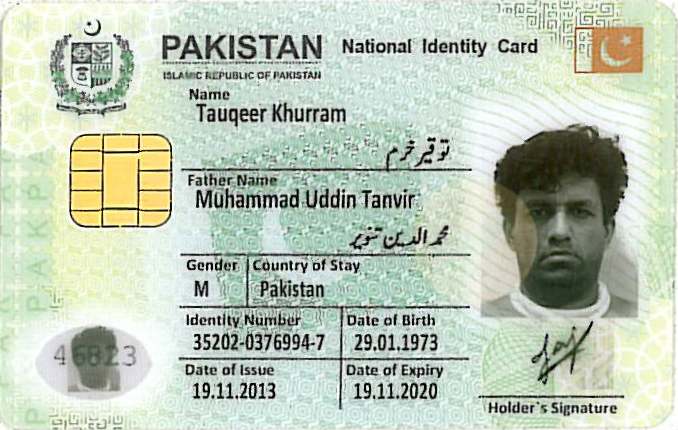 PAKISTAN National Identity Card
ISLAMIC REPUBLIC OF PAKISTAN
Name
Tauqeer Khurram
توقیر خرم
Father Name
Muhammad Uddin Tanvir
محمد الدین تنویر
Gender Country of Stay
M Pakistan
Identity Number Date of Birth
35202-0376994-7 29.01.1973
Date of Issue Date of Expiry
19.11.2013 19.11.2020
46823
Holder's Signature